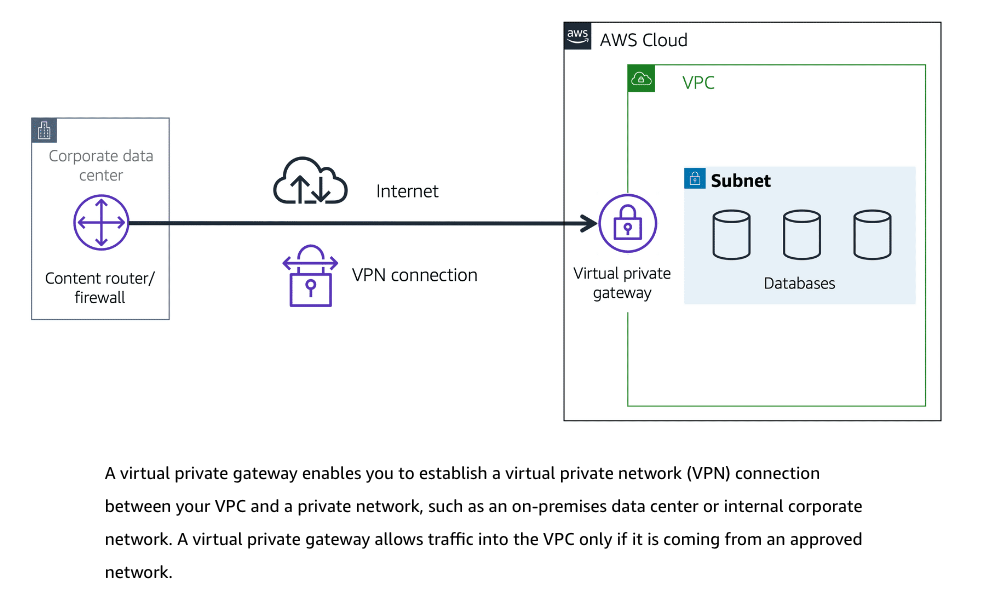 aws
AWS Cloud
VPC
Corporate data
center
Content router/
firewall
Internet
VPN connection
Virtual private
gateway
Subnet
Databases
A virtual private gateway enables you to establish a virtual private network (VPN) connection
between your VPC and a private network, such as an on-premises data center or internal corporate
network. A virtual private gateway allows traffic into the VPC only if it is coming from an approved
network.